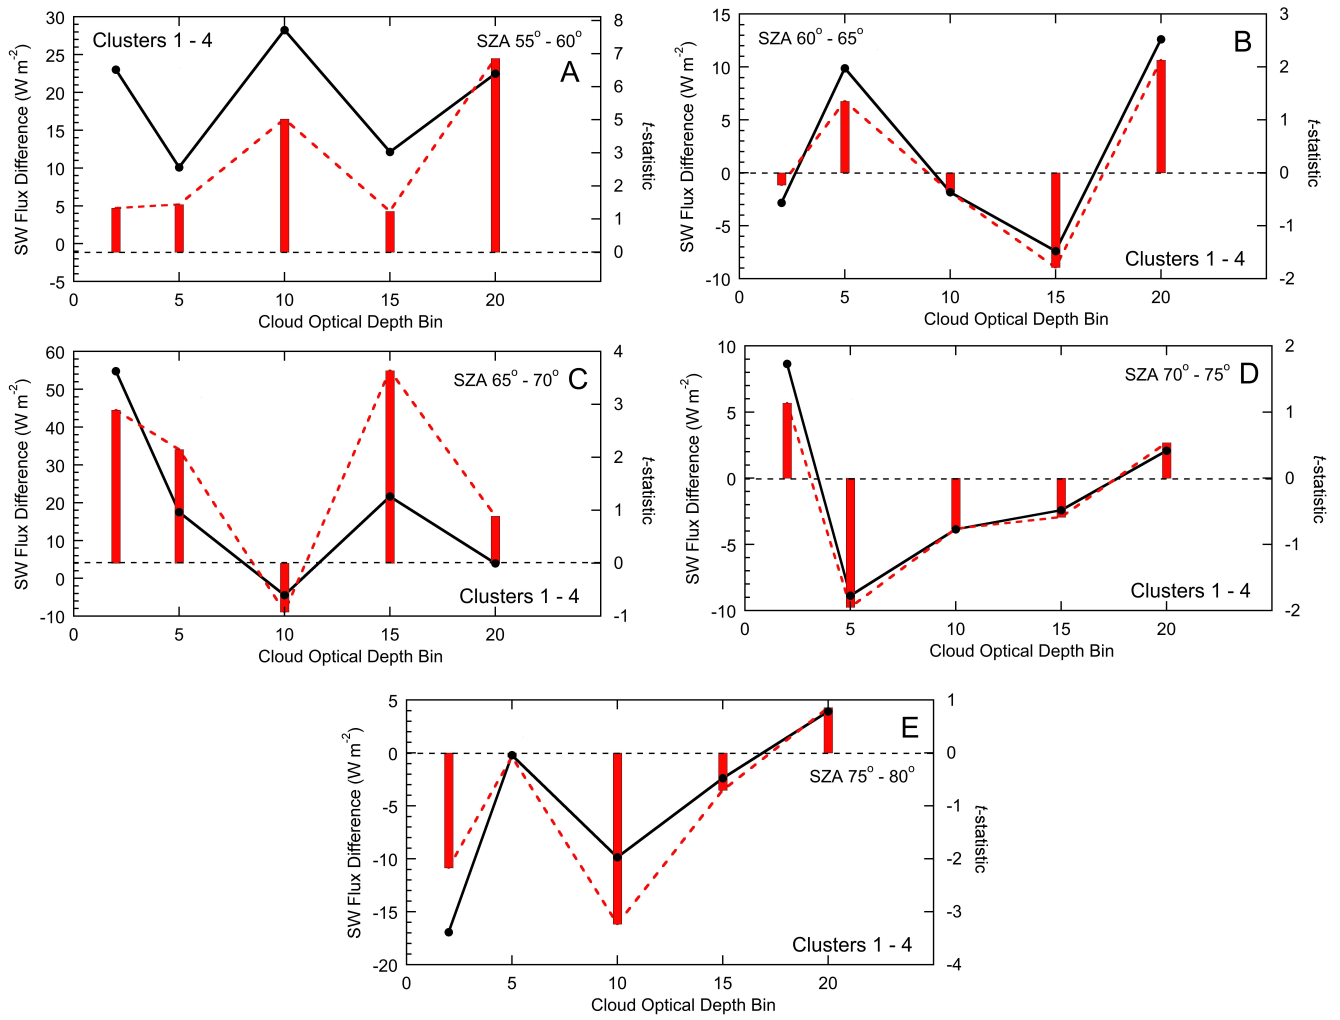 Clusters 1 - 4
SZA 55° - 60°
A
SW Flux Difference (W m-2)
30
25
20
15
10
5
0
-5
8
7
6
5
4
3
2
1
0
t-statistic
0 5 10 15 20
Cloud Optical Depth Bin
SZA 60° - 65°
B
SW Flux Difference (W m-2)
15
10
5
0
-5
-10
3
2
1
0
-1
-2
t-statistic
Clusters 1 - 4
0 5 10 15 20
Cloud Optical Depth Bin
SZA 65° - 70° C
SW Flux Difference (W m-2)
60
50
40
30
20
10
0
-10
4
3
2
1
0
-1
t-statistic
Clusters 1 - 4
0 5 10 15 20
Cloud Optical Depth Bin
SZA 70° - 75° D
SW Flux Difference (W m-2)
10
5
0
-5
-10
2
1
0
-1
-2
t-statistic
Clusters 1 - 4
0 5 10 15 20
Cloud Optical Depth Bin
E
SZA 75° - 80°
SW Flux Difference (W m-2)
5
0
-5
-10
-15
-20
1
0
-1
-2
-3
-4
t-statistic
Clusters 1 - 4
0 5 10 15 20
Cloud Optical Depth Bin